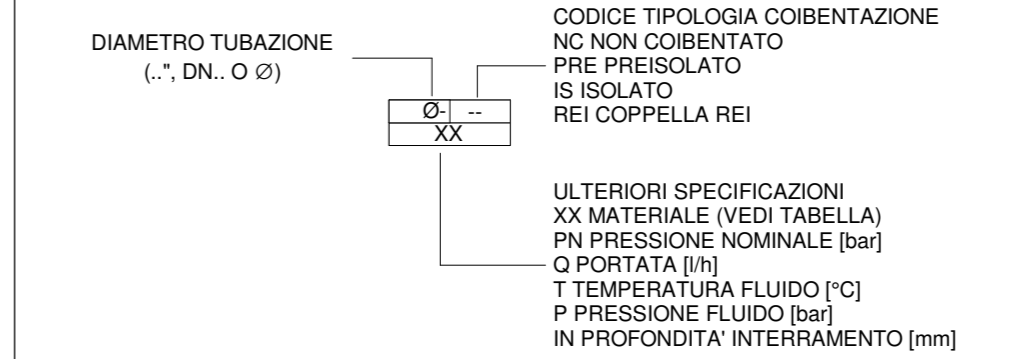 DIAMETRO TUBAZIONE
(..", DN.. O Ø)
CODICE TIPOLOGIA COIBENTAZIONE
NC NON COIBENTATO
PRE PREISOLATO
IS ISOLATO
REI COPPELLA REI
Ø- --
XX
ULTERIORI SPECIFICAZIONI
XX MATERIALE (VEDI TABELLA)
PN PRESSIONE NOMINALE [bar]
Q PORTATA [l/h]
T TEMPERATURA FLUIDO [°C]
P PRESSIONE FLUIDO [bar]
IN PROFONDITA' INTERRAMENTO [mm]